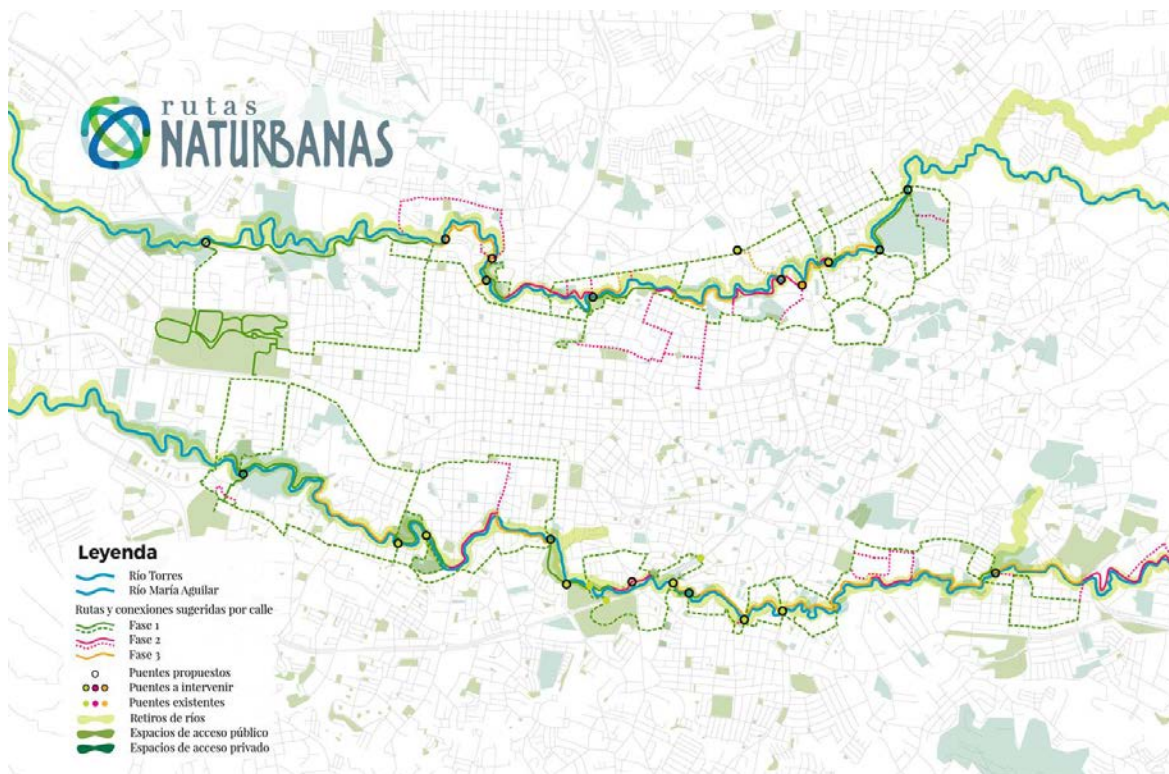 rutas
NATURBANAS
Leyenda
Río Torres
Río María Aguilar
Rutas y conexiones sugeridas por calle
Fase 1
Fase 2
Fase 3
Puentes propuestos
Puentes a intervenir
Puentes existentes
Retiros de ríos
Espacios de acceso público
Espacios de acceso privado